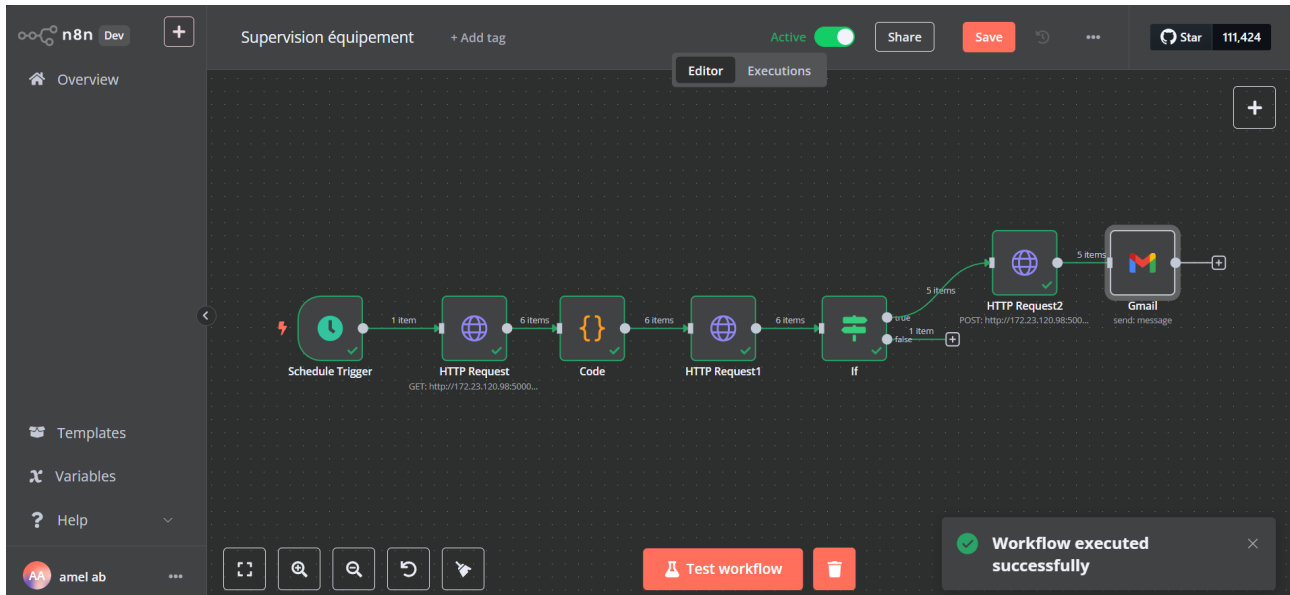 n8n Dev
+
Supervision équipement
+ Add tag
Active
Share
Save
Star 111,424
Overview
Editor Executions
+
5 items
5 items
HTTP Request2
POST: http://172.23.120.98:500...
Gmail
send: message
1 item
6 items
6 items
6 items
true
1 item
false
Schedule Trigger
HTTP Request
GET: http://172.23.120.98:5000...
Code
HTTP Request1
If
Templates
Variables
Help
AA amel ab
Test workflow
Workflow executed
successfully